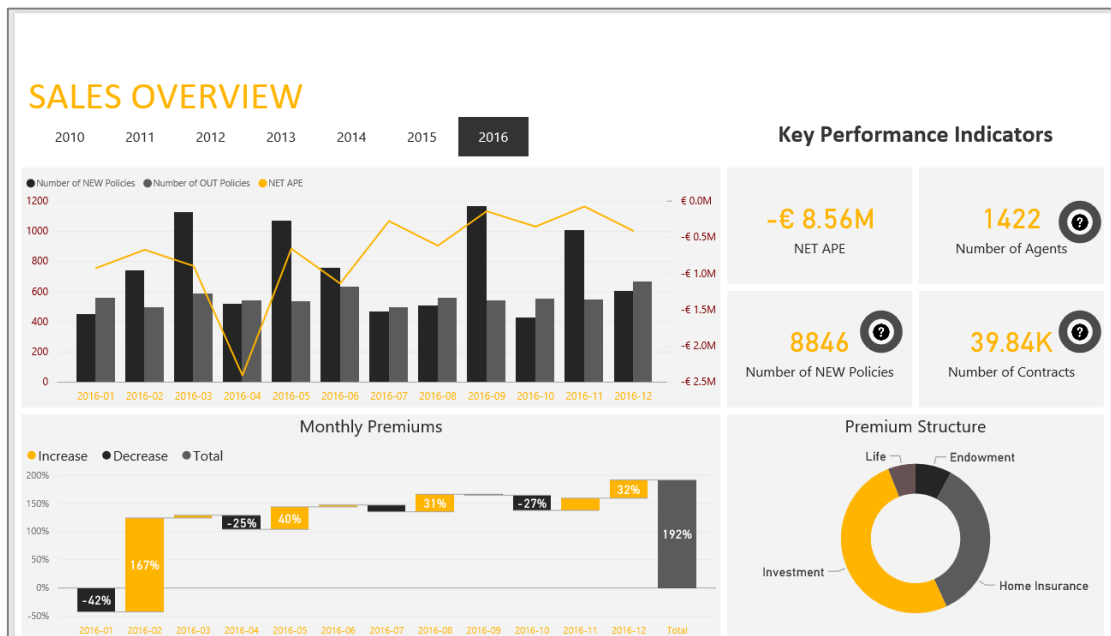 SALES OVERVIEW
2010 2011 2012 2013 2014 2015 2016
Key Performance Indicators
Number of NEW Policies Number of OUT Policies NET APE
1200
1000
800
600
400
200
0
€ 0.0M
-€ 0.5M
-€ 1.0M
-€ 1.5M
-€ 2.0M
-€ 2.5M
2016-01 2016-02 2016-03 2016-04 2016-05 2016-06 2016-07 2016-08 2016-09 2016-10 2016-11 2016-12
-€ 8.56M
NET APE
1422
?
Number of Agents
8846
?
Number of NEW Policies
39.84K
?
Number of Contracts
Monthly Premiums
Increase Decrease Total
200%
150%
100%
50%
0%
-50%
-42%
167%
-25%
40%
31%
-27%
32%
192%
2016-01 2016-02 2016-03 2016-04 2016-05 2016-06 2016-07 2016-08 2016-09 2016-10 2016-11 2016-12 Total
Premium Structure
Life
Endowment
Investment
Home Insurance